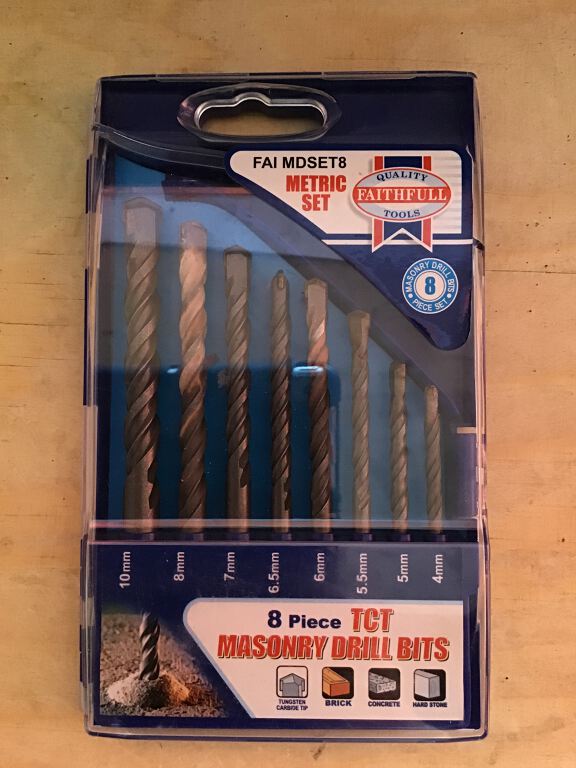 FAI MDSET8
METRIC
SET
QUALITY
FAITHFULL
TOOLS
MASONRY DRILL BITS
8
PIECE SET
10mm
8mm
7mm
6.5mm
6mm
5.5mm
5mm
4mm
8 Piece TCT
MASONRY DRILL BITS
TUNGSTEN
CARBIDE TIP
BRICK
CONCRETE
HARD STONE